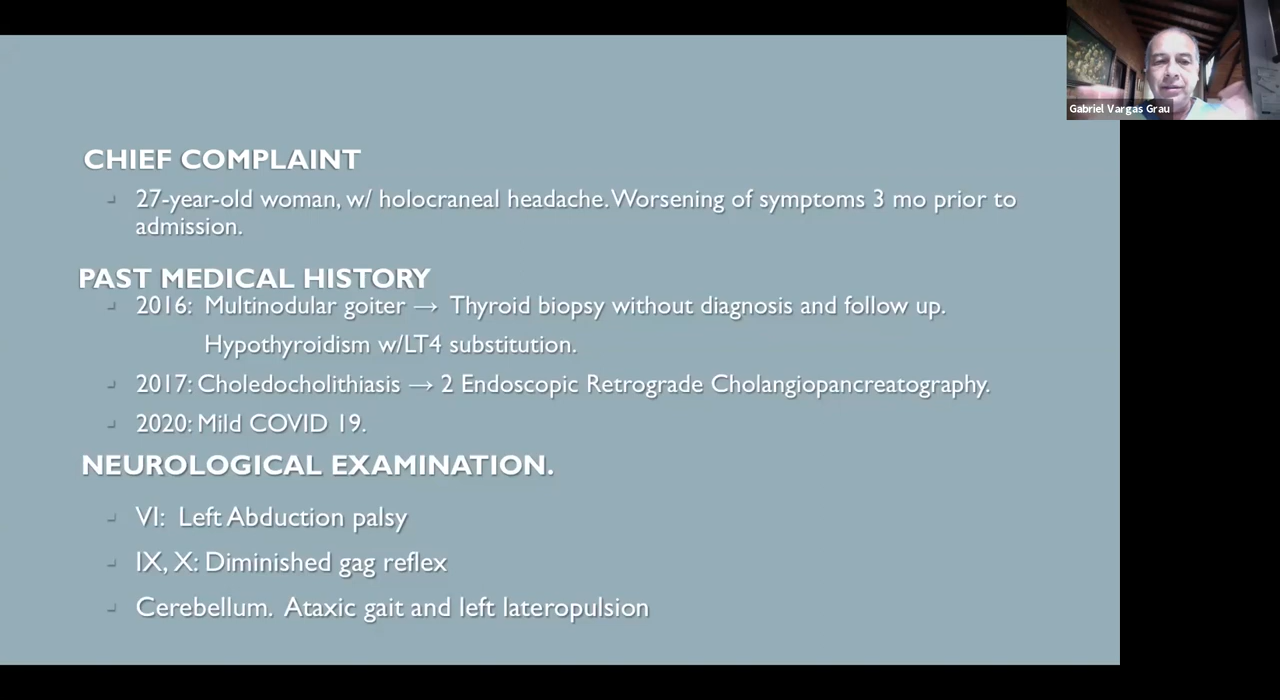 Gabriel Vargas Grau
CHIEF COMPLAINT
27-year-old woman, w/ holocraneal headache. Worsening of symptoms 3 mo prior to
admission.
PAST MEDICAL HISTORY
2016: Multinodular goiter → Thyroid biopsy without diagnosis and follow up.
Hypothyroidism w/LT4 substitution.
2017: Choledocholithiasis → 2 Endoscopic Retrograde Cholangiopancreatography.
2020: Mild COVID 19.
NEUROLOGICAL EXAMINATION.
VI: Left Abduction palsy
IX, X: Diminished gag reflex
Cerebellum. Ataxic gait and left lateropulsion